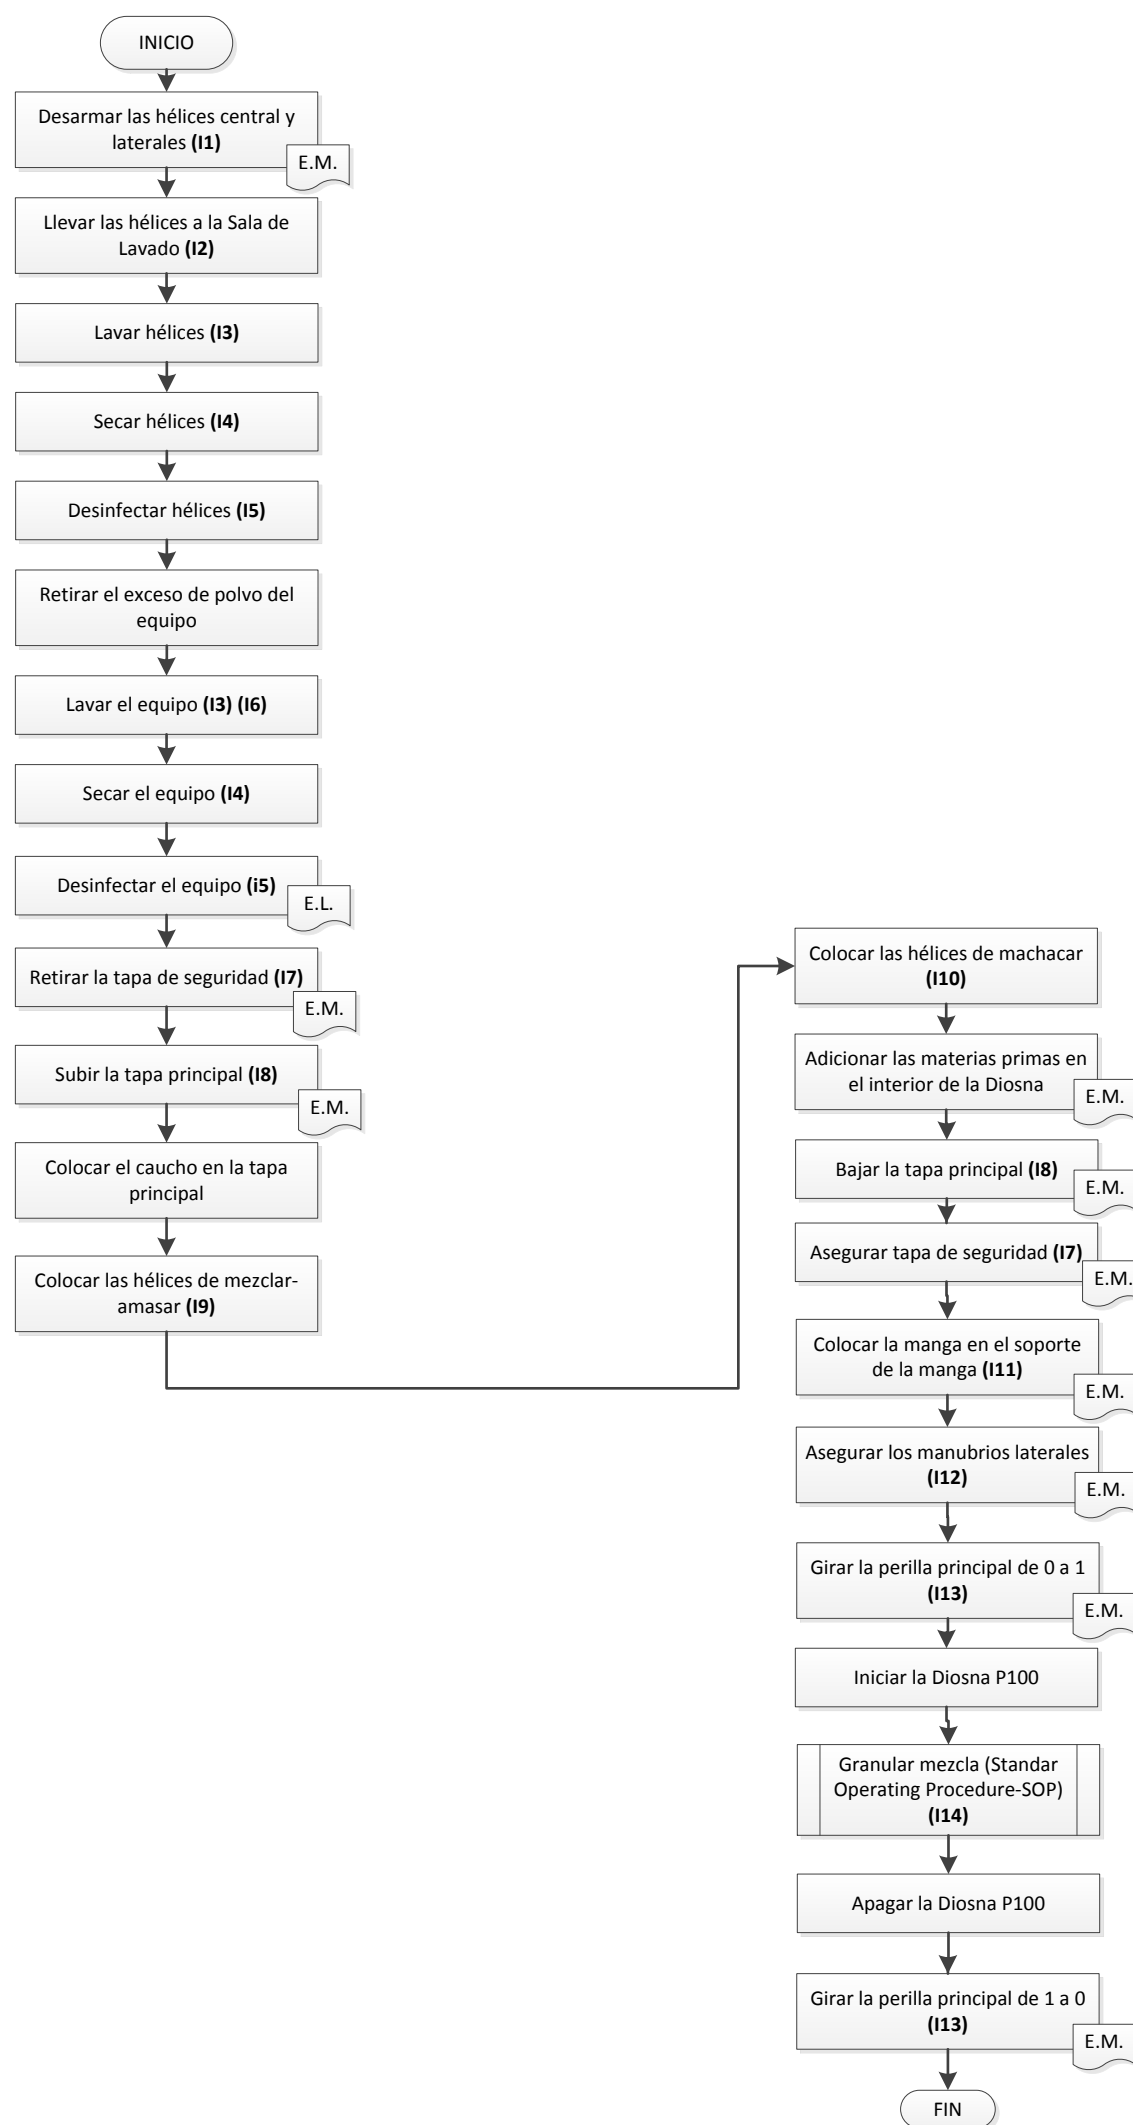 INICIO
Desarmar las hélices central y
laterales (I1)
E.M.
Llevar las hélices a la Sala de
Lavado (I2)
Lavar hélices (I3)
Secar hélices (I4)
Desinfectar hélices (I5)
Retirar el exceso de polvo del
equipo
Lavar el equipo (I3) (I6)
Secar el equipo (I4)
Desinfectar el equipo (i5)
E.L.
Retirar la tapa de seguridad (I7)
E.M.
Subir la tapa principal (I8)
E.M.
Colocar el caucho en la tapa
principal
Colocar las hélices de mezclar-
amasar (I9)
Colocar las hélices de machacar
(I10)
Adicionar las materias primas en
el interior de la Diosna
E.M.
Bajar la tapa principal (I8)
E.M.
Asegurar tapa de seguridad (I7)
E.M.
Colocar la manga en el soporte
de la manga (I11)
E.M.
Asegurar los manubrios laterales
(I12)
E.M.
Girar la perilla principal de 0 a 1
(I13)
E.M.
Iniciar la Diosna P100
Granular mezcla (Standar
Operating Procedure-SOP)
(I14)
Apagar la Diosna P100
Girar la perilla principal de 1 a 0
(I13)
E.M.
FIN